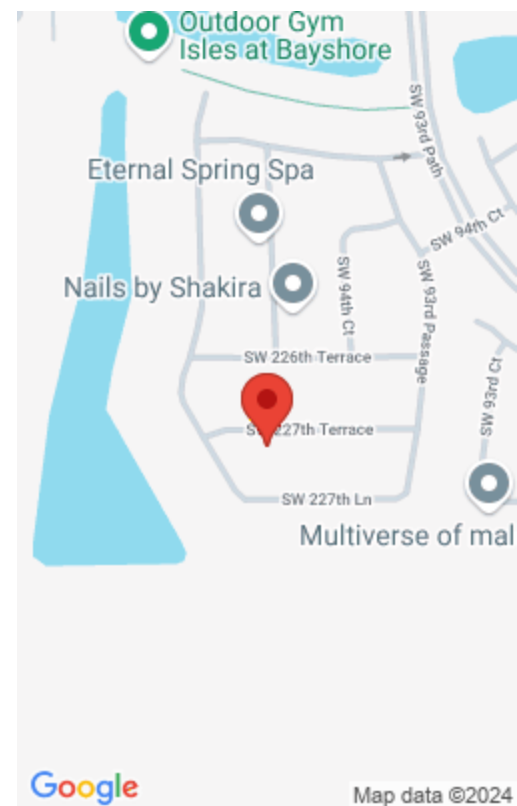 Outdoor Gym
Isles at Bayshore
SW 93rd Path
Eternal Spring Spa
SW 94th Ct
SW 94th Ct
Nails by Shakira
SW 93rd Passage
SW 226th Terrace
SW 93rd Ct
SW 227th Terrace
SW 227th Ln
Multiverse of mal
Google
Map data ©2024